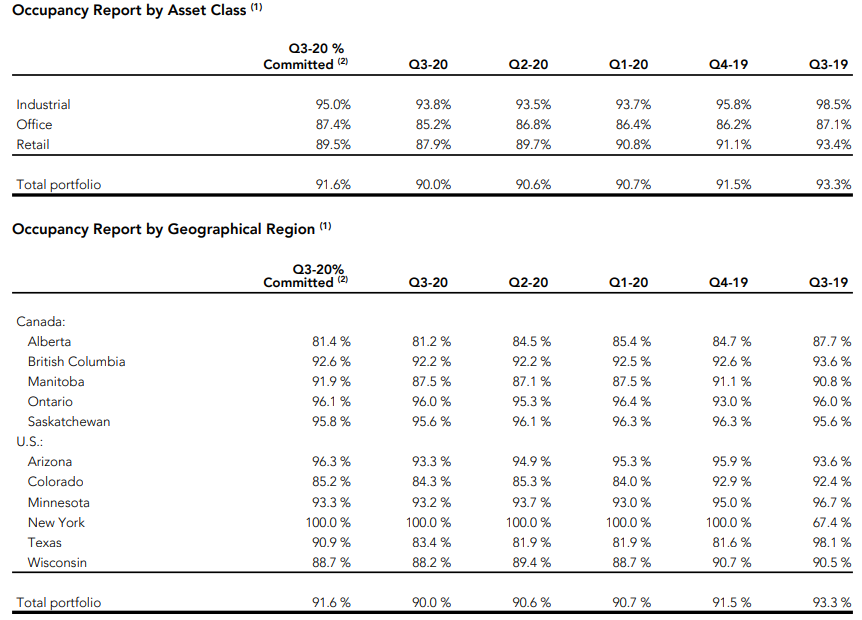 Occupancy Report by Asset Class (1)
Q3-20 %
Committed (2) Q3-20 Q2-20 Q1-20 Q4-19 Q3-19
Industrial 95.0% 93.8% 93.5% 93.7% 95.8% 98.5%
Office 87.4% 85.2% 86.8% 86.4% 86.2% 87.1%
Retail 89.5% 87.9% 89.7% 90.8% 91.1% 93.4%
Total portfolio 91.6% 90.0% 90.6% 90.7% 91.5% 93.3%
Occupancy Report by Geographical Region (1)
Q3-20%
Committed (2) Q3-20 Q2-20 Q1-20 Q4-19 Q3-19
Canada:
Alberta 81.4 % 81.2 % 84.5 % 85.4 % 84.7 % 87.7 %
British Columbia 92.6 % 92.2 % 92.2 % 92.5 % 92.6 % 93.6 %
Manitoba 91.9 % 87.5 % 87.1 % 87.5 % 91.1 % 90.8 %
Ontario 96.1 % 96.0 % 95.3 % 96.4 % 93.0 % 96.0 %
Saskatchewan 95.8 % 95.6 % 96.1 % 96.3 % 96.3 % 95.6 %
U.S.:
Arizona 96.3 % 93.3 % 94.9 % 95.3 % 95.9 % 93.6 %
Colorado 85.2 % 84.3 % 85.3 % 84.0 % 92.9 % 92.4 %
Minnesota 93.3 % 93.2 % 93.7 % 93.0 % 95.0 % 96.7 %
New York 100.0 % 100.0 % 100.0 % 100.0 % 100.0 % 67.4 %
Texas 90.9 % 83.4 % 81.9 % 81.9 % 81.6 % 98.1 %
Wisconsin 88.7 % 88.2 % 89.4 % 88.7 % 90.7 % 90.5 %
Total portfolio 91.6 % 90.0 % 90.6 % 90.7 % 91.5 % 93.3 %